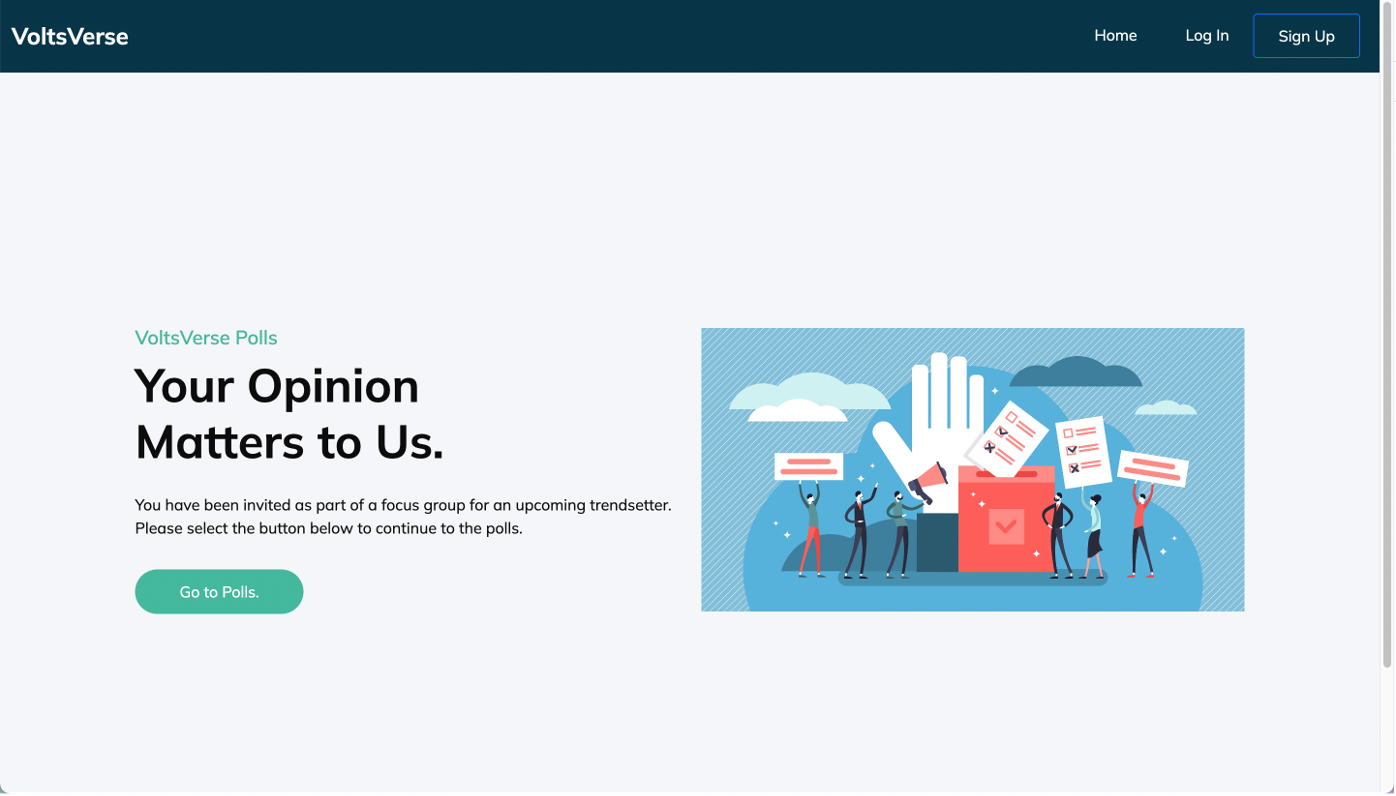 VoltsVerse
Home
Log In
Sign Up
VoltsVerse Polls
Your Opinion
Matters to Us.
You have been invited as part of a focus group for an upcoming trendsetter.
Please select the button below to continue to the polls.
Go to Polls.